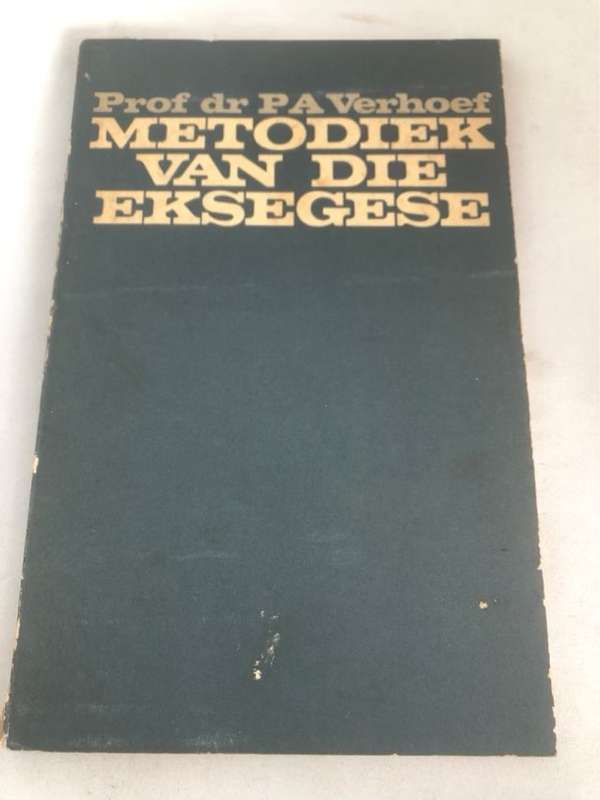 Prof dr P A Verhoef
METODIEK
VAN DIE
EKSEGESE